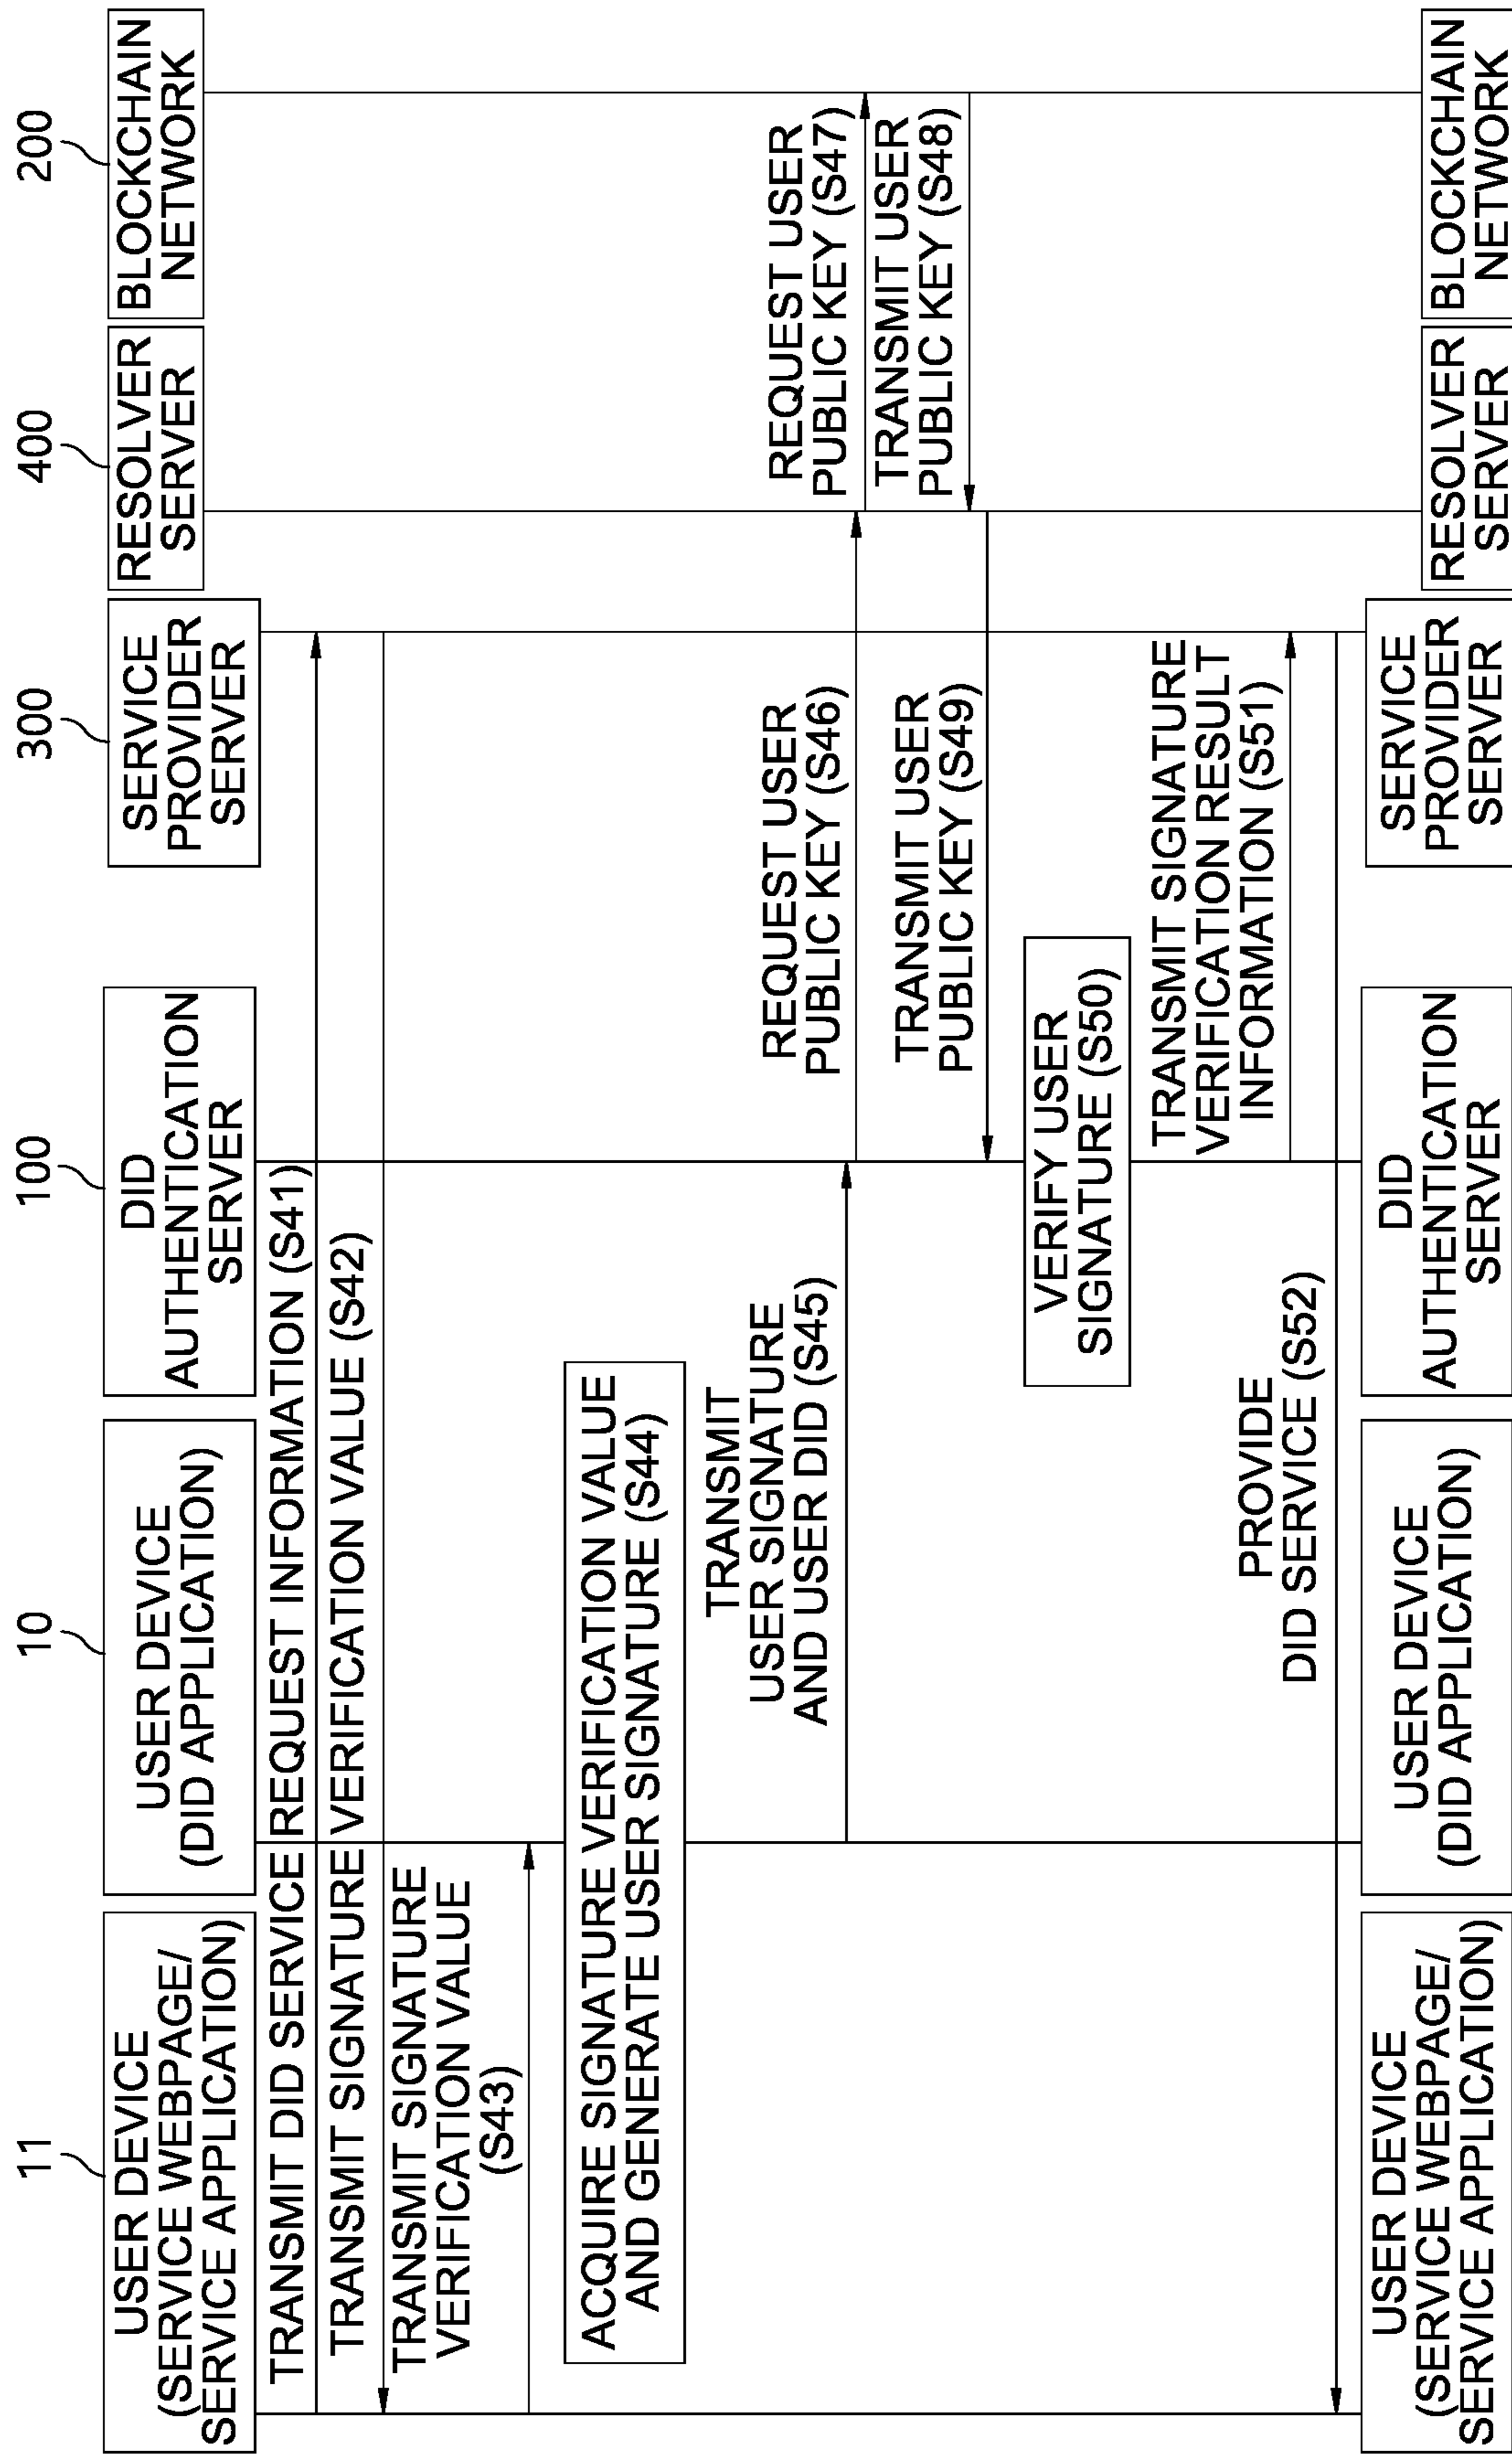 11
10
100
300
400
200
USER DEVICE
(SERVICE WEBPAGE/
SERVICE APPLICATION)
USER DEVICE
(DID APPLICATION)
DID
AUTHENTICATION
SERVER
SERVICE
PROVIDER
SERVER
RESOLVER
SERVER
BLOCKCHAIN
NETWORK
TRANSMIT DID SERVICE REQUEST INFORMATION (S41)
TRANSMIT SIGNATURE VERIFICATION VALUE (S42)
TRANSMIT SIGNATURE
VERIFICATION VALUE
(S43)
ACQUIRE SIGNATURE VERIFICATION VALUE
AND GENERATE USER SIGNATURE (S44)
TRANSMIT
USER SIGNATURE
AND USER DID (S45)
REQUEST USER
PUBLIC KEY (S46)
REQUEST USER
PUBLIC KEY (S47)
TRANSMIT USER
PUBLIC KEY (S48)
TRANSMIT USER
PUBLIC KEY (S49)
VERIFY USER
SIGNATURE (S50)
TRANSMIT SIGNATURE
VERIFICATION RESULT
INFORMATION (S51)
PROVIDE
DID SERVICE (S52)
USER DEVICE
(SERVICE WEBPAGE/
SERVICE APPLICATION)
USER DEVICE
(DID APPLICATION)
DID
AUTHENTICATION
SERVER
SERVICE
PROVIDER
SERVER
RESOLVER
SERVER
BLOCKCHAIN
NETWORK